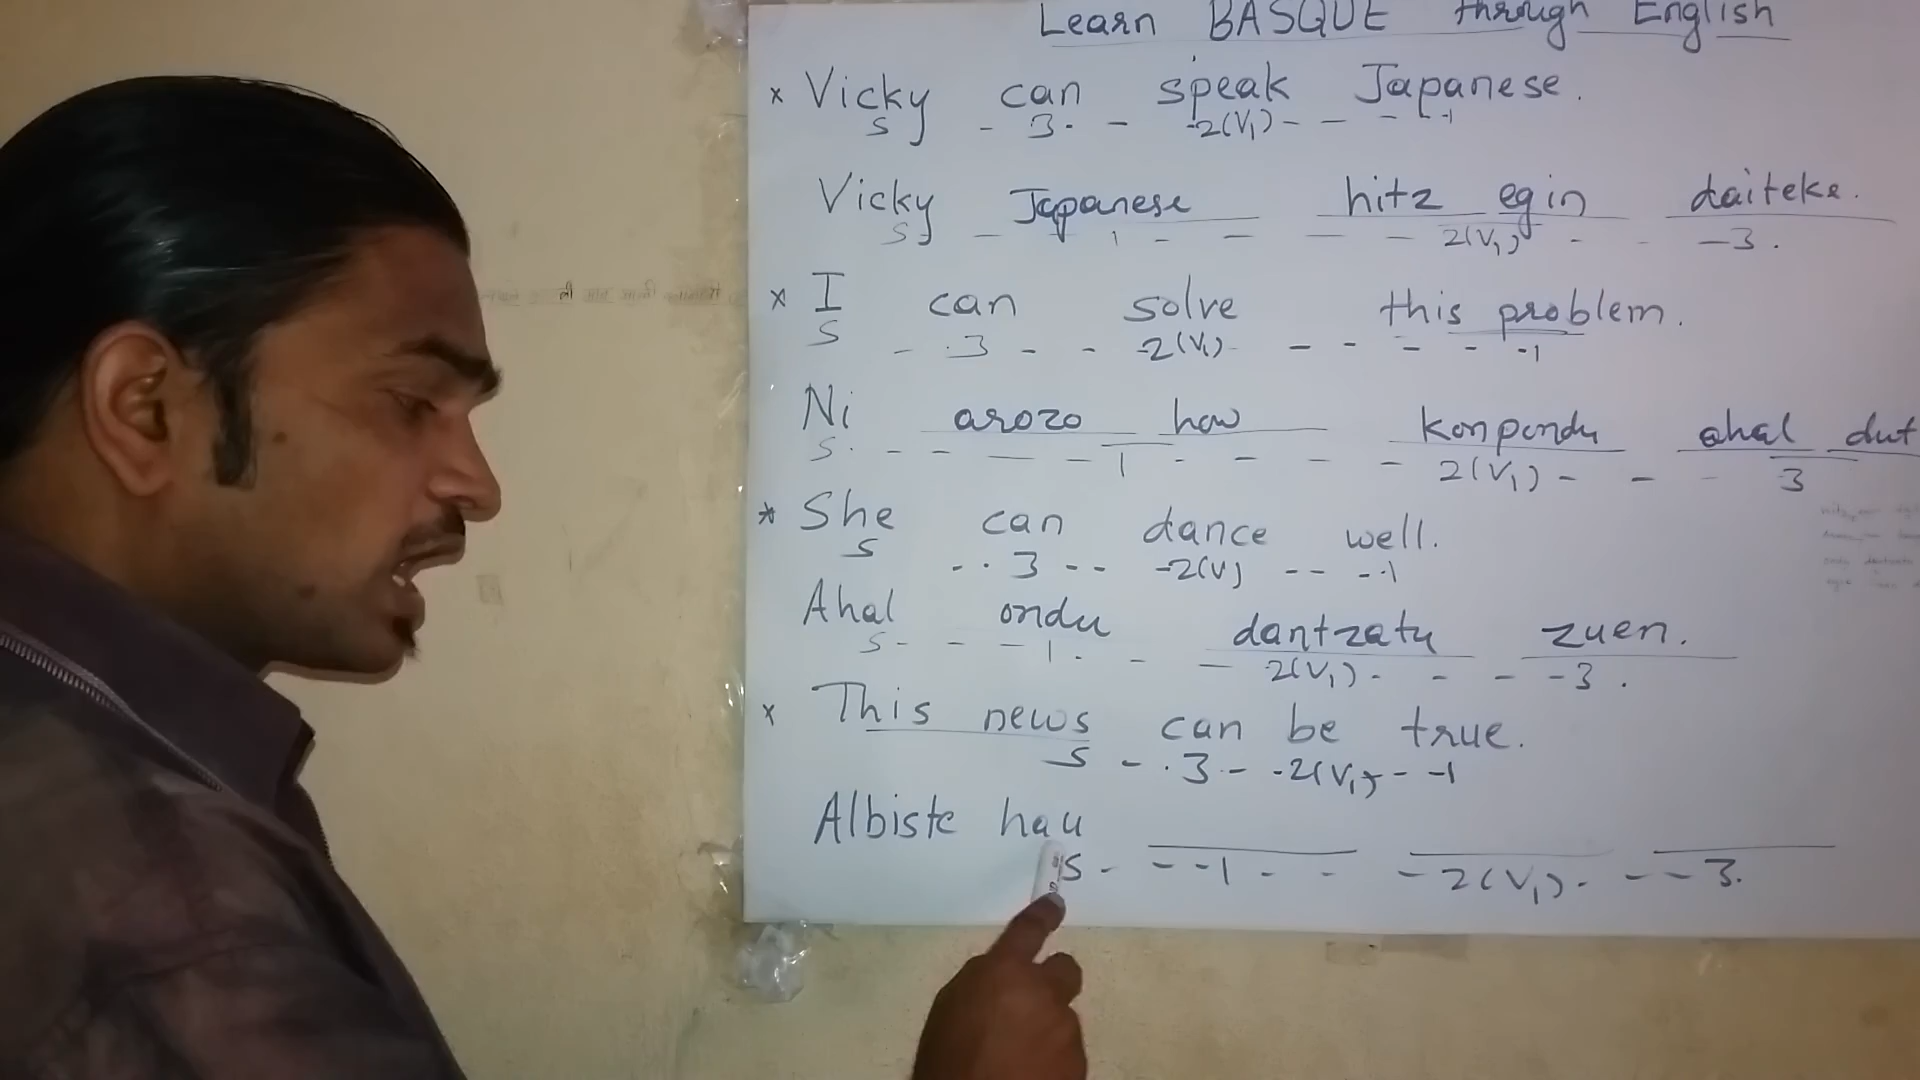 Learn BASQUE through English
x Vicky can speak Japanese.
S - 3 - - 2(V1) - - - - 1
Vicky Japanese hitz egin daiteke.
S - 1 - - - - 2(V1) - - - 3.
x I can solve this problem.
S - 3 - - 2(V1) - - - - - 1
Ni arozo hau konpondu ahal dut
S. - - - - 1 - - - - 2(V1) - - - 3
* She can dance well.
S - - 3 - - - 2(V) - - - - 1
Ahal ondu dantzatu zuen.
S - - - 1 - - - 2(V1) - - - - 3.
x This news can be true.
S - . 3 - - 2(V1) - - - 1
Albiste hau
S - - - 1 - - - 2(V1) - - - 3.